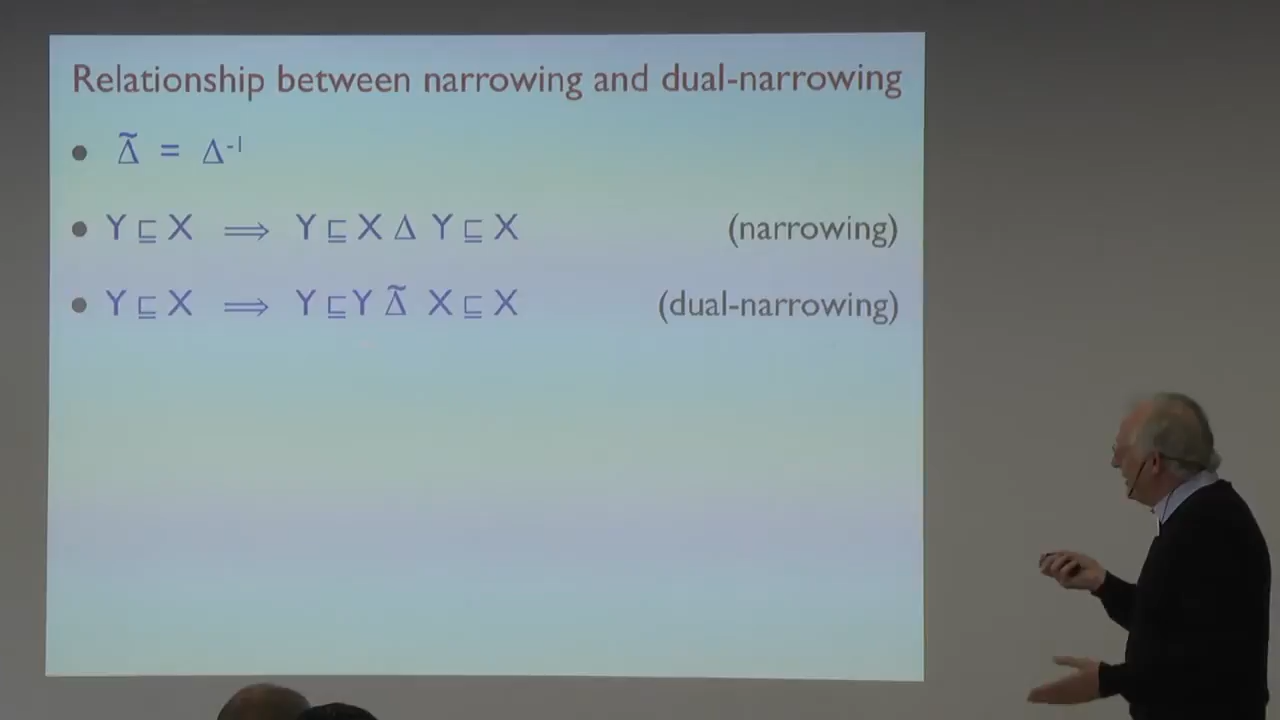 Relationship between narrowing and dual-narrowing
• Δ̃ = Δ⁻¹
• Y ⊑ X ⟹ Y ⊑ X Δ Y ⊑ X (narrowing)
• Y ⊑ X ⟹ Y ⊑ Y Δ̃ X ⊑ X (dual-narrowing)